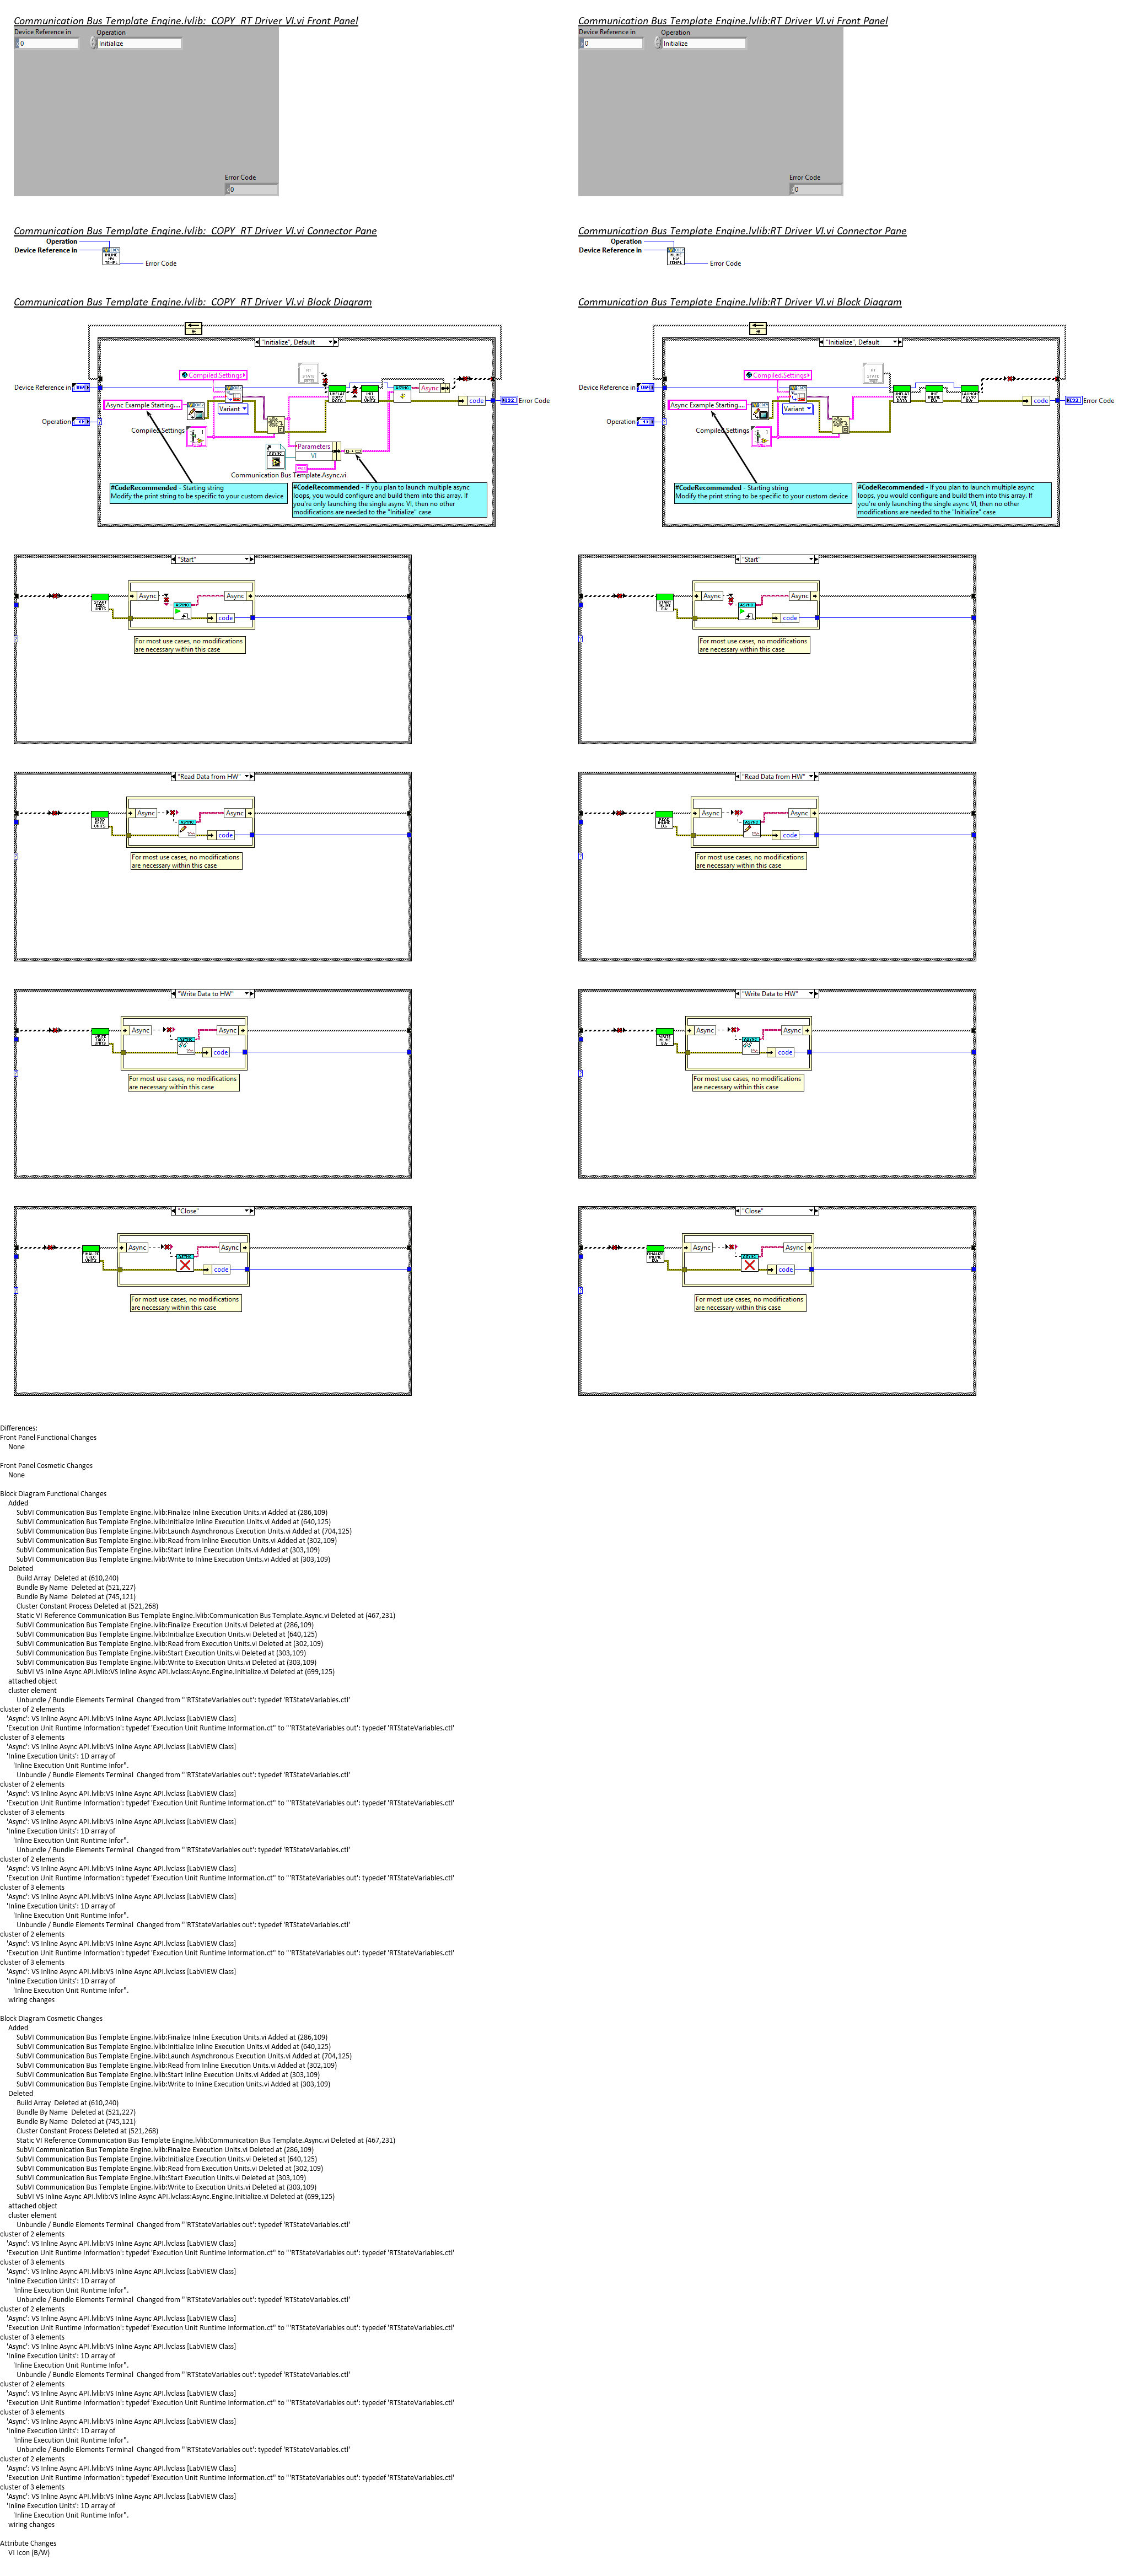 Communication Bus Template Engine.lvlib:_COPY_RT Driver VI.vi Front Panel
Device Reference in
Operation
0
Initialize
Error Code
0
Communication Bus Template Engine.lvlib:RT Driver VI.vi Front Panel
Device Reference in
Operation
0
Initialize
Error Code
0
Communication Bus Template Engine.lvlib:_COPY_RT Driver VI.vi Connector Pane
Operation
Device Reference in
Error Code
Communication Bus Template Engine.lvlib:RT Driver VI.vi Connector Pane
Operation
Device Reference in
Error Code
Communication Bus Template Engine.lvlib:_COPY_RT Driver VI.vi Block Diagram
"Initialize", Default
Compiled.Settings
Device Reference in
Async Example Starting....
Variant
Async
code
Error Code
Operation
Compiled.Settings
Parameters
VI
Communication Bus Template.Async.vi
#CodeRecommended - Starting string
Modify the print string to be specific to your custom device
#CodeRecommended - If you plan to launch multiple async
loops, you would configure and build them into this array. If
you're only launching the single async VI, then no other
modifications are needed to the "Initialize" case
Communication Bus Template Engine.lvlib:RT Driver VI.vi Block Diagram
"Initialize", Default
Compiled.Settings
Device Reference in
Async Example Starting....
Variant
code
Error Code
Operation
Compiled.Settings
#CodeRecommended - Starting string
Modify the print string to be specific to your custom device
#CodeRecommended - If you plan to launch multiple async
loops, you would configure and build them into this array. If
you're only launching the single async VI, then no other
modifications are needed to the "Initialize" case
"Start"
Async
Async
code
For most use cases, no modifications
are necessary within this case
"Start"
Async
Async
code
For most use cases, no modifications
are necessary within this case
"Read Data from HW"
Async
Async
code
For most use cases, no modifications
are necessary within this case
"Read Data from HW"
Async
Async
code
For most use cases, no modifications
are necessary within this case
"Write Data to HW"
Async
Async
code
For most use cases, no modifications
are necessary within this case
"Write Data to HW"
Async
Async
code
For most use cases, no modifications
are necessary within this case
"Close"
Async
Async
code
For most use cases, no modifications
are necessary within this case
"Close"
Async
Async
code
For most use cases, no modifications
are necessary within this case
Differences:
Front Panel Functional Changes
None
Front Panel Cosmetic Changes
None
Block Diagram Functional Changes
Added
SubVI Communication Bus Template Engine.lvlib:Finalize Inline Execution Units.vi Added at (286,109)
SubVI Communication Bus Template Engine.lvlib:Initialize Inline Execution Units.vi Added at (640,125)
SubVI Communication Bus Template Engine.lvlib:Launch Asynchronous Execution Units.vi Added at (704,125)
SubVI Communication Bus Template Engine.lvlib:Read from Inline Execution Units.vi Added at (302,109)
SubVI Communication Bus Template Engine.lvlib:Start Inline Execution Units.vi Added at (303,109)
SubVI Communication Bus Template Engine.lvlib:Write to Inline Execution Units.vi Added at (303,109)
Deleted
Build Array  Deleted at (610,240)
Bundle By Name  Deleted at (521,227)
Bundle By Name  Deleted at (745,121)
Cluster Constant Process Deleted at (521,268)
Static VI Reference Communication Bus Template Engine.lvlib:Communication Bus Template.Async.vi Deleted at (467,231)
SubVI Communication Bus Template Engine.lvlib:Finalize Execution Units.vi Deleted at (286,109)
SubVI Communication Bus Template Engine.lvlib:Initialize Execution Units.vi Deleted at (640,125)
SubVI Communication Bus Template Engine.lvlib:Read from Execution Units.vi Deleted at (302,109)
SubVI Communication Bus Template Engine.lvlib:Start Execution Units.vi Deleted at (303,109)
SubVI Communication Bus Template Engine.lvlib:Write to Execution Units.vi Deleted at (303,109)
SubVI VS Inline Async API.lvlib:VS Inline Async API.lvclass:Async.Engine.Initialize.vi Deleted at (699,125)
attached object
cluster element
Unbundle / Bundle Elements Terminal  Changed from "'RTStateVariables out': typedef 'RTStateVariables.ctl'
cluster of 2 elements
'Async': VS Inline Async API.lvlib:VS Inline Async API.lvclass [LabVIEW Class]
'Execution Unit Runtime Information': typedef 'Execution Unit Runtime Information.ct" to "'RTStateVariables out': typedef 'RTStateVariables.ctl'
cluster of 3 elements
'Async': VS Inline Async API.lvlib:VS Inline Async API.lvclass [LabVIEW Class]
'Inline Execution Units': 1D array of
'Inline Execution Unit Runtime Infor".
Unbundle / Bundle Elements Terminal  Changed from "'RTStateVariables out': typedef 'RTStateVariables.ctl'
cluster of 2 elements
'Async': VS Inline Async API.lvlib:VS Inline Async API.lvclass [LabVIEW Class]
'Execution Unit Runtime Information': typedef 'Execution Unit Runtime Information.ct" to "'RTStateVariables out': typedef 'RTStateVariables.ctl'
cluster of 3 elements
'Async': VS Inline Async API.lvlib:VS Inline Async API.lvclass [LabVIEW Class]
'Inline Execution Units': 1D array of
'Inline Execution Unit Runtime Infor".
Unbundle / Bundle Elements Terminal  Changed from "'RTStateVariables out': typedef 'RTStateVariables.ctl'
cluster of 2 elements
'Async': VS Inline Async API.lvlib:VS Inline Async API.lvclass [LabVIEW Class]
'Execution Unit Runtime Information': typedef 'Execution Unit Runtime Information.ct" to "'RTStateVariables out': typedef 'RTStateVariables.ctl'
cluster of 3 elements
'Async': VS Inline Async API.lvlib:VS Inline Async API.lvclass [LabVIEW Class]
'Inline Execution Units': 1D array of
'Inline Execution Unit Runtime Infor".
Unbundle / Bundle Elements Terminal  Changed from "'RTStateVariables out': typedef 'RTStateVariables.ctl'
cluster of 2 elements
'Async': VS Inline Async API.lvlib:VS Inline Async API.lvclass [LabVIEW Class]
'Execution Unit Runtime Information': typedef 'Execution Unit Runtime Information.ct" to "'RTStateVariables out': typedef 'RTStateVariables.ctl'
cluster of 3 elements
'Async': VS Inline Async API.lvlib:VS Inline Async API.lvclass [LabVIEW Class]
'Inline Execution Units': 1D array of
'Inline Execution Unit Runtime Infor".
wiring changes
Block Diagram Cosmetic Changes
Added
SubVI Communication Bus Template Engine.lvlib:Finalize Inline Execution Units.vi Added at (286,109)
SubVI Communication Bus Template Engine.lvlib:Initialize Inline Execution Units.vi Added at (640,125)
SubVI Communication Bus Template Engine.lvlib:Launch Asynchronous Execution Units.vi Added at (704,125)
SubVI Communication Bus Template Engine.lvlib:Read from Inline Execution Units.vi Added at (302,109)
SubVI Communication Bus Template Engine.lvlib:Start Inline Execution Units.vi Added at (303,109)
SubVI Communication Bus Template Engine.lvlib:Write to Inline Execution Units.vi Added at (303,109)
Deleted
Build Array  Deleted at (610,240)
Bundle By Name  Deleted at (521,227)
Bundle By Name  Deleted at (745,121)
Cluster Constant Process Deleted at (521,268)
Static VI Reference Communication Bus Template Engine.lvlib:Communication Bus Template.Async.vi Deleted at (467,231)
SubVI Communication Bus Template Engine.lvlib:Finalize Execution Units.vi Deleted at (286,109)
SubVI Communication Bus Template Engine.lvlib:Initialize Execution Units.vi Deleted at (640,125)
SubVI Communication Bus Template Engine.lvlib:Read from Execution Units.vi Deleted at (302,109)
SubVI Communication Bus Template Engine.lvlib:Start Execution Units.vi Deleted at (303,109)
SubVI Communication Bus Template Engine.lvlib:Write to Execution Units.vi Deleted at (303,109)
SubVI VS Inline Async API.lvlib:VS Inline Async API.lvclass:Async.Engine.Initialize.vi Deleted at (699,125)
attached object
cluster element
Unbundle / Bundle Elements Terminal  Changed from "'RTStateVariables out': typedef 'RTStateVariables.ctl'
cluster of 2 elements
'Async': VS Inline Async API.lvlib:VS Inline Async API.lvclass [LabVIEW Class]
'Execution Unit Runtime Information': typedef 'Execution Unit Runtime Information.ct" to "'RTStateVariables out': typedef 'RTStateVariables.ctl'
cluster of 3 elements
'Async': VS Inline Async API.lvlib:VS Inline Async API.lvclass [LabVIEW Class]
'Inline Execution Units': 1D array of
'Inline Execution Unit Runtime Infor".
Unbundle / Bundle Elements Terminal  Changed from "'RTStateVariables out': typedef 'RTStateVariables.ctl'
cluster of 2 elements
'Async': VS Inline Async API.lvlib:VS Inline Async API.lvclass [LabVIEW Class]
'Execution Unit Runtime Information': typedef 'Execution Unit Runtime Information.ct" to "'RTStateVariables out': typedef 'RTStateVariables.ctl'
cluster of 3 elements
'Async': VS Inline Async API.lvlib:VS Inline Async API.lvclass [LabVIEW Class]
'Inline Execution Units': 1D array of
'Inline Execution Unit Runtime Infor".
Unbundle / Bundle Elements Terminal  Changed from "'RTStateVariables out': typedef 'RTStateVariables.ctl'
cluster of 2 elements
'Async': VS Inline Async API.lvlib:VS Inline Async API.lvclass [LabVIEW Class]
'Execution Unit Runtime Information': typedef 'Execution Unit Runtime Information.ct" to "'RTStateVariables out': typedef 'RTStateVariables.ctl'
cluster of 3 elements
'Async': VS Inline Async API.lvlib:VS Inline Async API.lvclass [LabVIEW Class]
'Inline Execution Units': 1D array of
'Inline Execution Unit Runtime Infor".
Unbundle / Bundle Elements Terminal  Changed from "'RTStateVariables out': typedef 'RTStateVariables.ctl'
cluster of 2 elements
'Async': VS Inline Async API.lvlib:VS Inline Async API.lvclass [LabVIEW Class]
'Execution Unit Runtime Information': typedef 'Execution Unit Runtime Information.ct" to "'RTStateVariables out': typedef 'RTStateVariables.ctl'
cluster of 3 elements
'Async': VS Inline Async API.lvlib:VS Inline Async API.lvclass [LabVIEW Class]
'Inline Execution Units': 1D array of
'Inline Execution Unit Runtime Infor".
wiring changes
Attribute Changes
VI Icon (B/W)